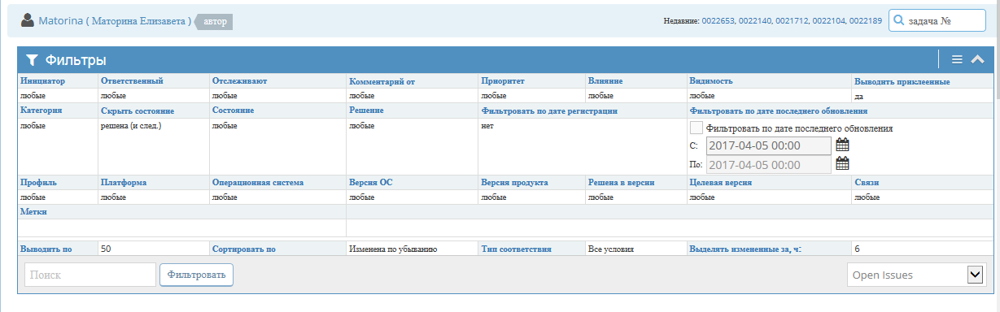 Matorina ( Маторина Елизавета ) автор Недавние: 0022653, 0022140, 0021712, 0022104, 0022189 задача №
Фильтры
Инициатор Ответственный Отслеживают Комментарий от Приоритет Влияние Видимость Выводить приклеенные
любые любые любые любые любые любые любые да
Категория Скрыть состояние Состояние Решение Фильтровать по дате регистрации Фильтровать по дате последнего обновления
любые решена (и след.) любые любые нет Фильтровать по дате последнего обновления
С: 2017-04-05 00:00
По: 2017-04-05 00:00
Профиль Платформа Операционная система Версия ОС Версия продукта Решена в версии Целевая версия Связи
любые любые любые любые любые любые любые любые
Метки
Выводить по 50 Сортировать по Изменена по убыванию Тип соответствия Все условия Выделять измененные за, ч: 6
Поиск Фильтровать Open Issues